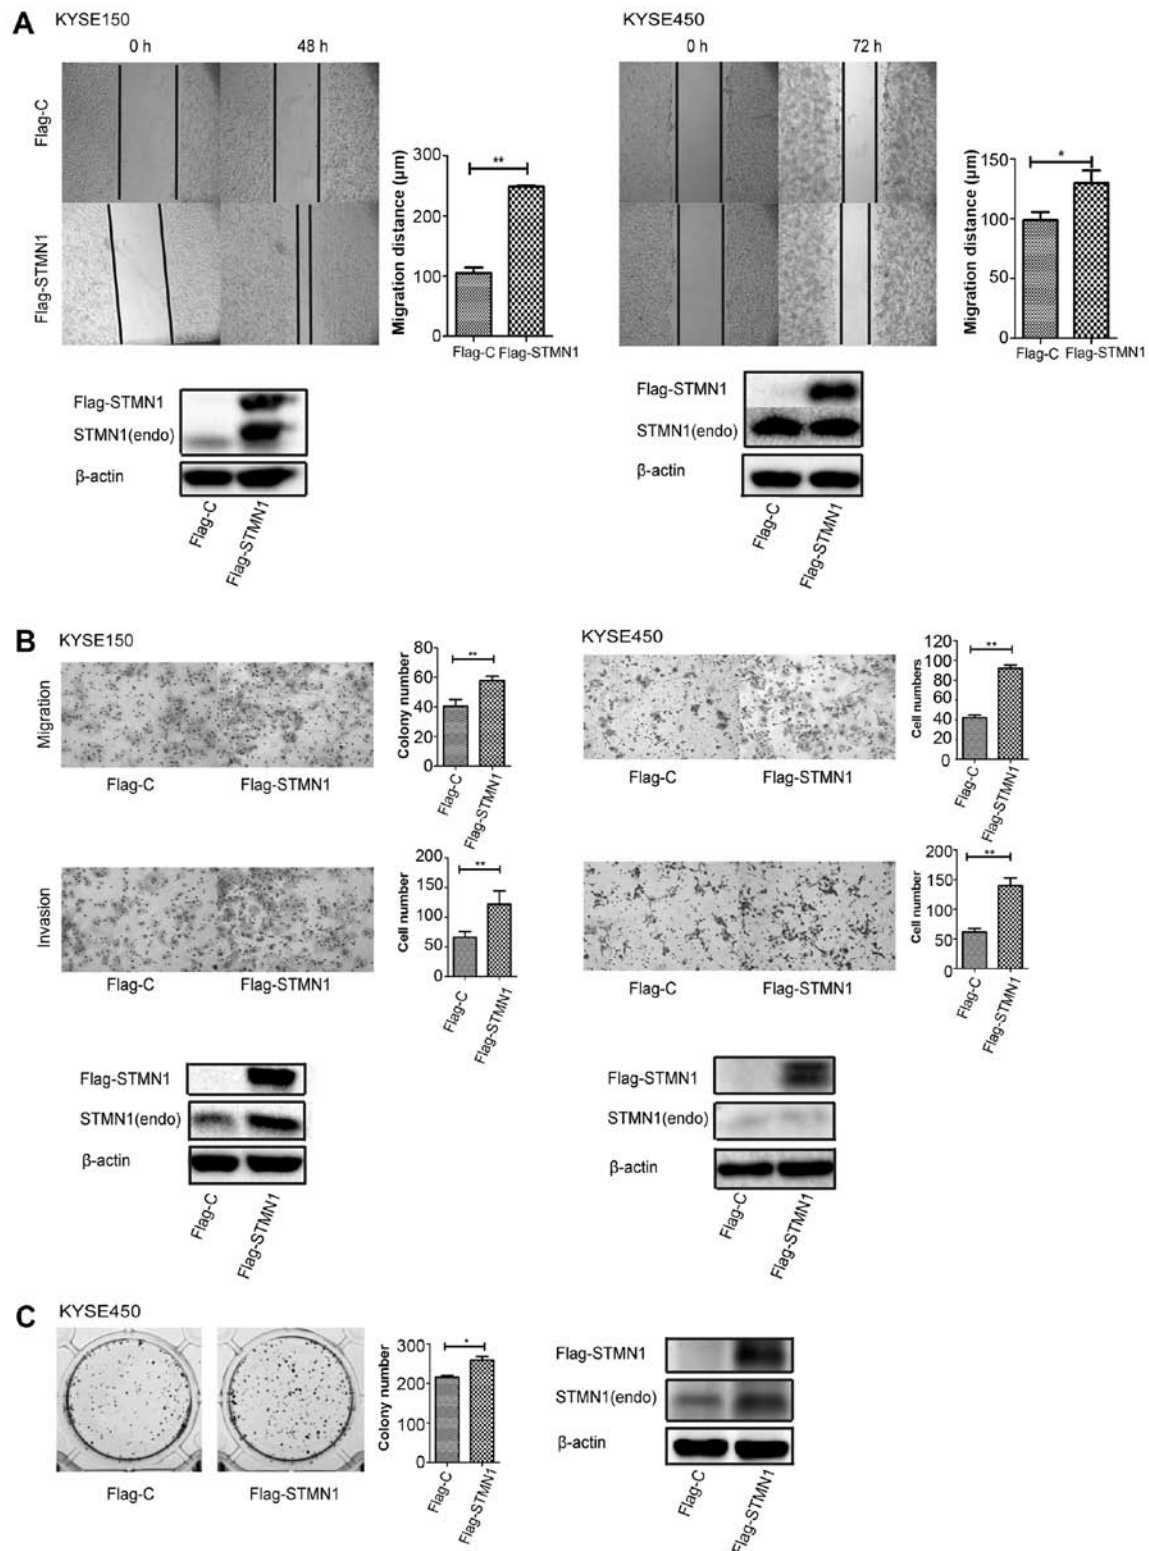 A
KYSE150
0 h
48 h
Flag-C
Flag-STMN1
Migration distance (µm)
300
200
100
0
**
Flag-C Flag-STMN1
Flag-STMN1
STMN1(endo)
β-actin
Flag-C
Flag-STMN1
KYSE450
0 h
72 h
Migration distance (µm)
150
100
50
0
*
Flag-C Flag-STMN1
Flag-STMN1
STMN1(endo)
β-actin
Flag-C
Flag-STMN1
B
KYSE150
Migration
Flag-C
Flag-STMN1
Colony number
80
60
40
20
0
**
Flag-C
Flag-STMN1
KYSE450
Flag-C
Flag-STMN1
Cell numbers
120
100
80
60
40
20
0
**
Flag-C
Flag-STMN1
Invasion
Flag-C
Flag-STMN1
Cell number
200
150
100
50
0
**
Flag-C
Flag-STMN1
Flag-C
Flag-STMN1
Cell number
200
150
100
50
0
**
Flag-C
Flag-STMN1
Flag-STMN1
STMN1(endo)
β-actin
Flag-C
Flag-STMN1
Flag-STMN1
STMN1(endo)
β-actin
Flag-C
Flag-STMN1
C
KYSE450
Flag-C
Flag-STMN1
Colony number
300
200
100
0
*
Flag-C
Flag-STMN1
Flag-STMN1
STMN1(endo)
β-actin
Flag-C
Flag-STMN1